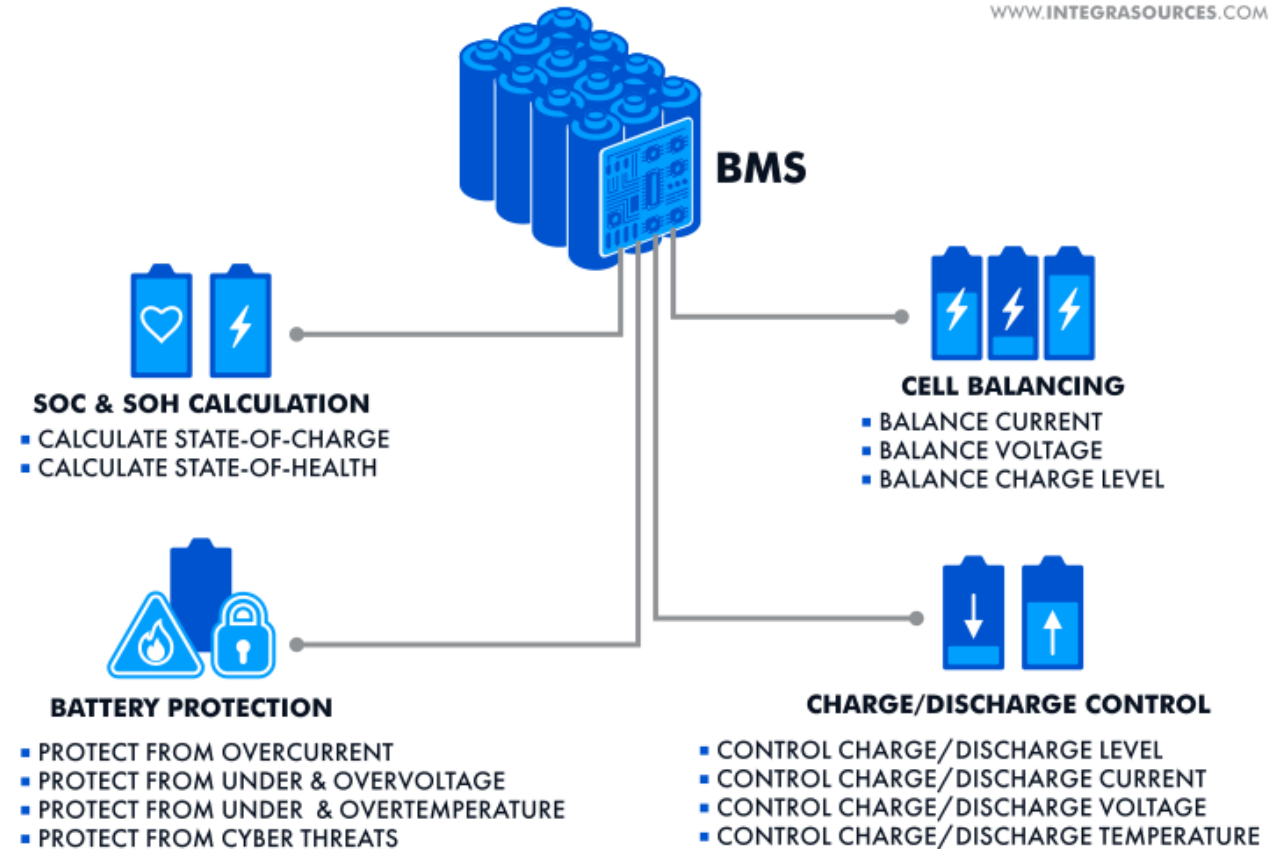 WWW.INTEGRASOURCES.COM
BMS
SOC & SOH CALCULATION
▪ CALCULATE STATE-OF-CHARGE
▪ CALCULATE STATE-OF-HEALTH
CELL BALANCING
▪ BALANCE CURRENT
▪ BALANCE VOLTAGE
▪ BALANCE CHARGE LEVEL
BATTERY PROTECTION
▪ PROTECT FROM OVERCURRENT
▪ PROTECT FROM UNDER & OVERVOLTAGE
▪ PROTECT FROM UNDER & OVERTEMPERATURE
▪ PROTECT FROM CYBER THREATS
CHARGE/DISCHARGE CONTROL
▪ CONTROL CHARGE/DISCHARGE LEVEL
▪ CONTROL CHARGE/DISCHARGE CURRENT
▪ CONTROL CHARGE/DISCHARGE VOLTAGE
▪ CONTROL CHARGE/DISCHARGE TEMPERATURE